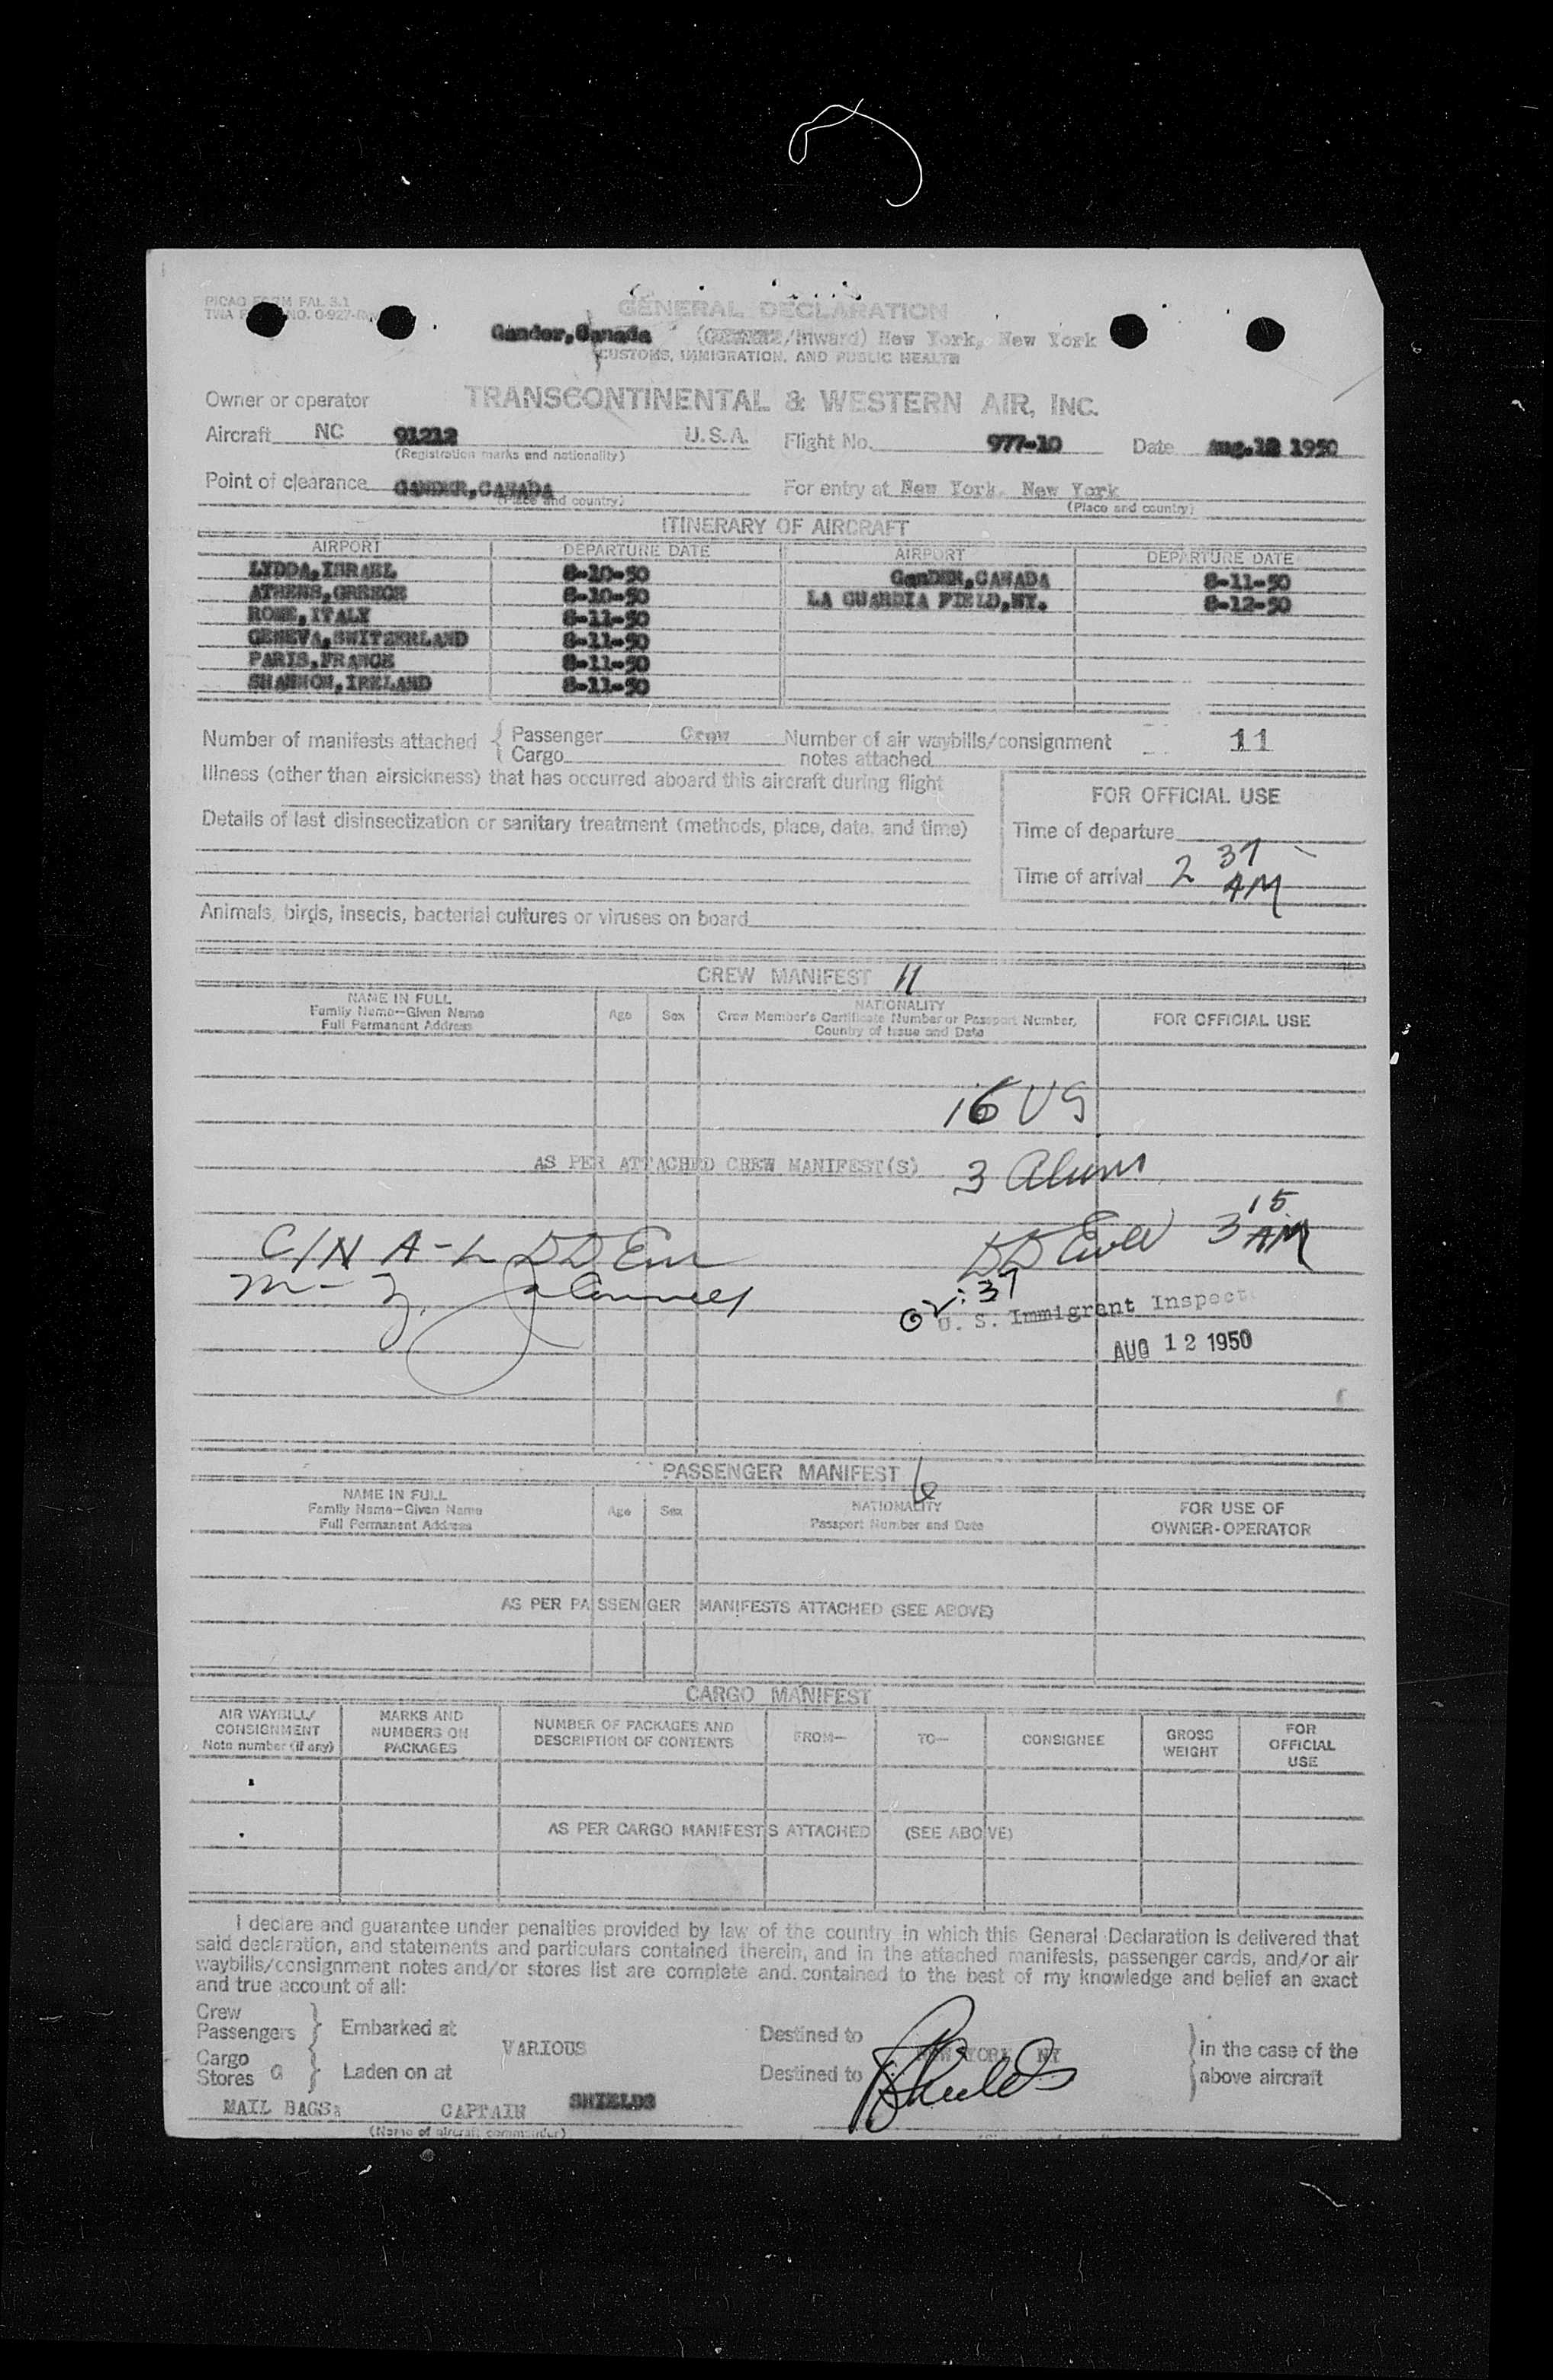 PICAO FORM FAL 3.1
TWA NO. 0-927-
GENERAL DECLARATION
Gander,Canada (/Inward) New York, New York
CUSTOMS, IMMIGRATION, AND PUBLIC HEALTH
Owner or operator TRANSCONTINENTAL & WESTERN AIR, INC.
Aircraft NC 91212 U.S.A. Flight No. 977-10 Date Aug.12 1950
(Registration marks and nationality)
Point of clearance GANDER,CANADA For entry at New York, New York
(Place and country) (Place and country)
ITINERARY OF AIRCRAFT
AIRPORT DEPARTURE DATE AIRPORT DEPARTURE DATE
LYDDA,ISRAEL 8-10-50 GanDER,CANADA 8-11-50
ATHENS,GREECE 8-10-50 LA GUARDIA FIELD,NY. 8-12-50
ROME,ITALY 8-11-50
GENEVA,SWITZERLAND 8-11-50
PARIS,FRANCE 8-11-50
SHANNON,IRELAND 8-11-50
Number of manifests attached { Passenger Crew Number of air waybills/consignment 11
Cargo notes attached
Illness (other than airsickness) that has occurred aboard this aircraft during flight
FOR OFFICIAL USE
Details of last disinsectization or sanitary treatment (methods, place, date, and time)
Time of departure
Time of arrival 2 37 AM
Animals, birds, insects, bacterial cultures or viruses on board
CREW MANIFEST 11
NAME IN FULL
Family Name--Given Name
Full Permanent Address
Age Sex
NATIONALITY
Crew Member's Certificate Number or Passport Number,
Country of Issue and Date
FOR OFFICIAL USE
16 US
AS PER ATTACHED CREW MANIFEST(S) 3 Aliens
3 15 AM
C/N A-L DD
M-Z
02:37
U. S. Immigrant Inspect
AUG 12 1950
PASSENGER MANIFEST 6
NAME IN FULL
Family Name--Given Name
Full Permanent Address
Age Sex
NATIONALITY
Passport Number and Date
FOR USE OF
OWNER-OPERATOR
AS PER PASSENGER MANIFESTS ATTACHED (SEE ABOVE)
CARGO MANIFEST
AIR WAYBILL/
CONSIGNMENT
Note number (if any)
MARKS AND
NUMBERS ON
PACKAGES
NUMBER OF PACKAGES AND
DESCRIPTION OF CONTENTS
FROM-- TO-- CONSIGNEE
GROSS
WEIGHT
FOR
OFFICIAL
USE
AS PER CARGO MANIFESTS ATTACHED (SEE ABOVE)
I declare and guarantee under penalties provided by law of the country in which this General Declaration is delivered that
said declaration, and statements and particulars contained therein, and in the attached manifests, passenger cards, and/or air
waybills/consignment notes and/or stores list are complete and contained to the best of my knowledge and belief an exact
and true account of all:
Crew
Passengers } Embarked at VARIOUS Destined to NEW YORK NY } in the case of the
Cargo
Stores } Laden on at Destined to above aircraft
MAIL BAGS: CAPTAIN SHIELDS
Shields
(Name of aircraft commander)